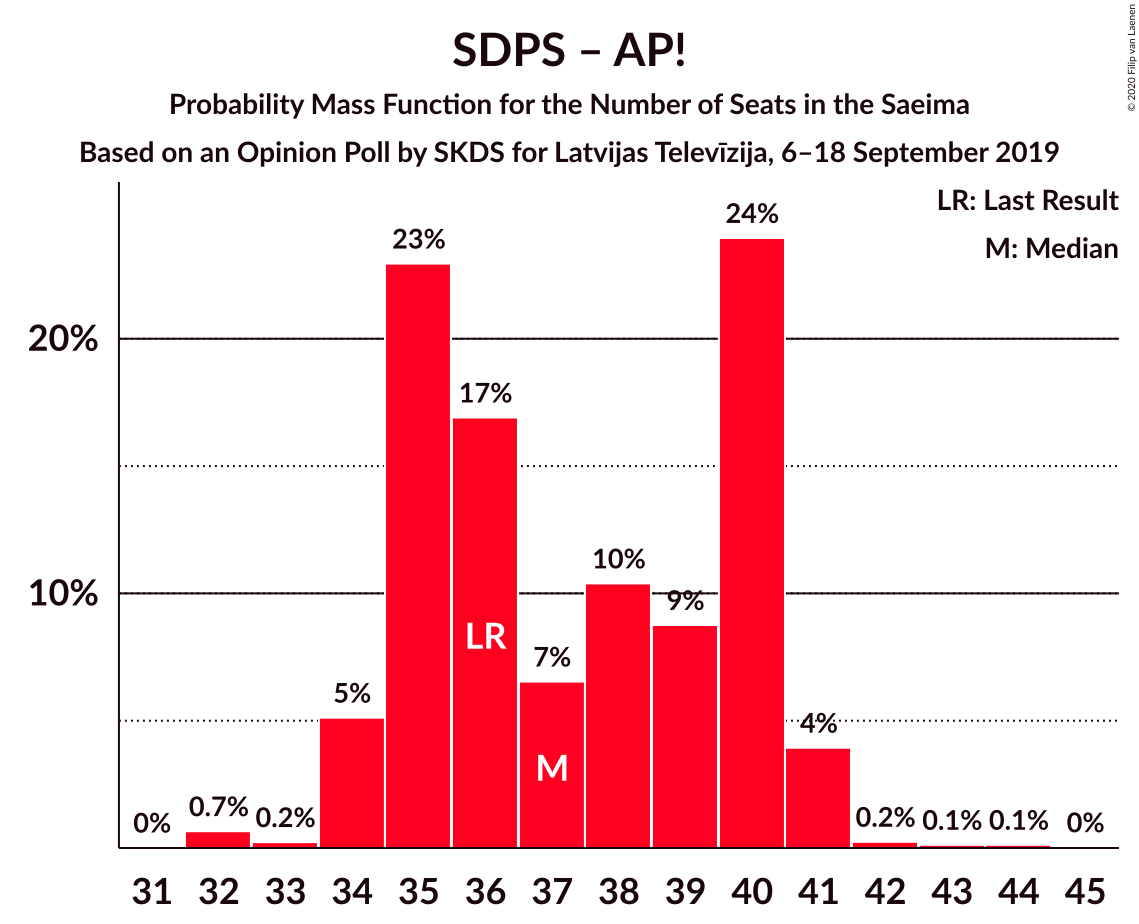 SDPS – AP!
Probability Mass Function for the Number of Seats in the Saeima
Based on an Opinion Poll by SKDS for Latvijas Televīzija, 6–18 September 2019
© 2020 Filip van Laenen
LR: Last Result
M: Median
20%
10%
0%
0.7%
0.2%
5%
23%
17%
7%
10%
9%
24%
4%
0.2%
0.1%
0.1%
0%
LR
M
31 32 33 34 35 36 37 38 39 40 41 42 43 44 45